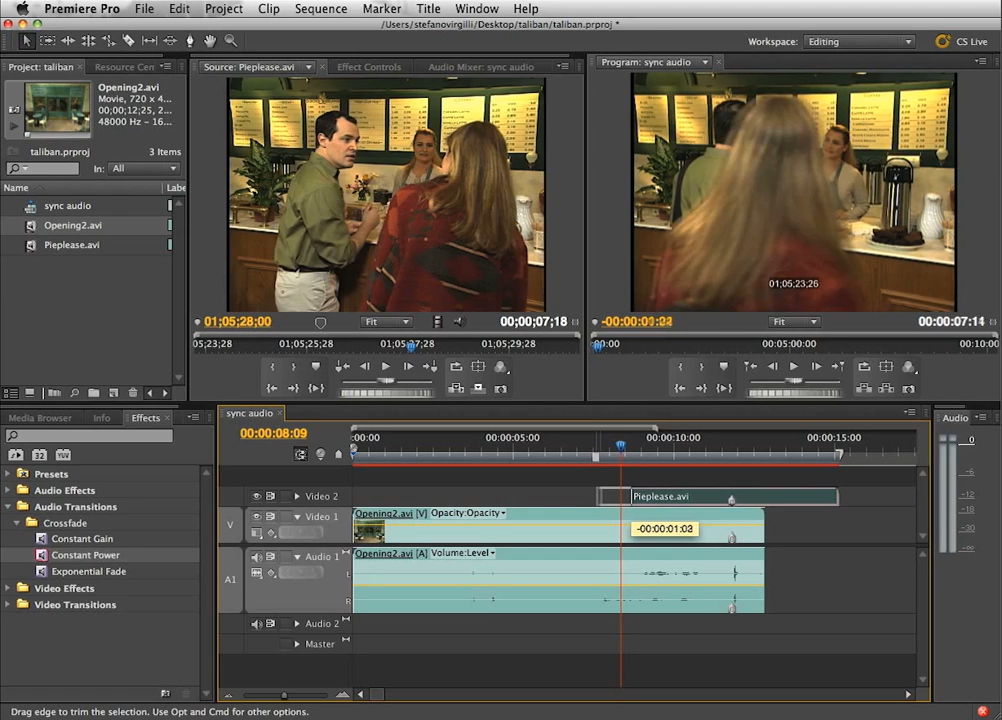 Premiere Pro File Edit Project Clip Sequence Marker Title Window Help
/Users/stefanovirgilli/Desktop/taliban/taliban.prproj *
Workspace: Editing CS Live
Project: taliban Resource Cen
Opening2.avi
Movie, 720 x 4...
00;00;12;25, 2...
48000 Hz - 16...
taliban.prproj 3 Items
In: All
Name Labe
sync audio
Opening2.avi
Pieplease.avi
Source: Pieplease.avi Effect Controls Audio Mixer: sync audio
01;05;28;00 Fit 00;00;07;18
05;23;28 01;05;25;28 01;05;27;28 01;05;29;28
Program: sync audio
01;05;23;26
Fit 00:00:07:14
00:00 00:05:00:00 00:10:00
Media Browser Info Effects
Presets
Audio Effects
Audio Transitions
Crossfade
Constant Gain
Constant Power
Exponential Fade
Video Effects
Video Transitions
sync audio
00:00:08:09
:00:00 00:00:05:00 00:00:10:00 00:00:15:00
Video 2 Pieplease.avi
V Video 1 Opening2.avi [V] Opacity:Opacity
-00:00:01:03
A1 Audio 1 Opening2.avi [A] Volume:Level
L
R
Audio 2
Master
Audio
0
-6
-12
-18
-30
Drag edge to trim the selection. Use Opt and Cmd for other options.